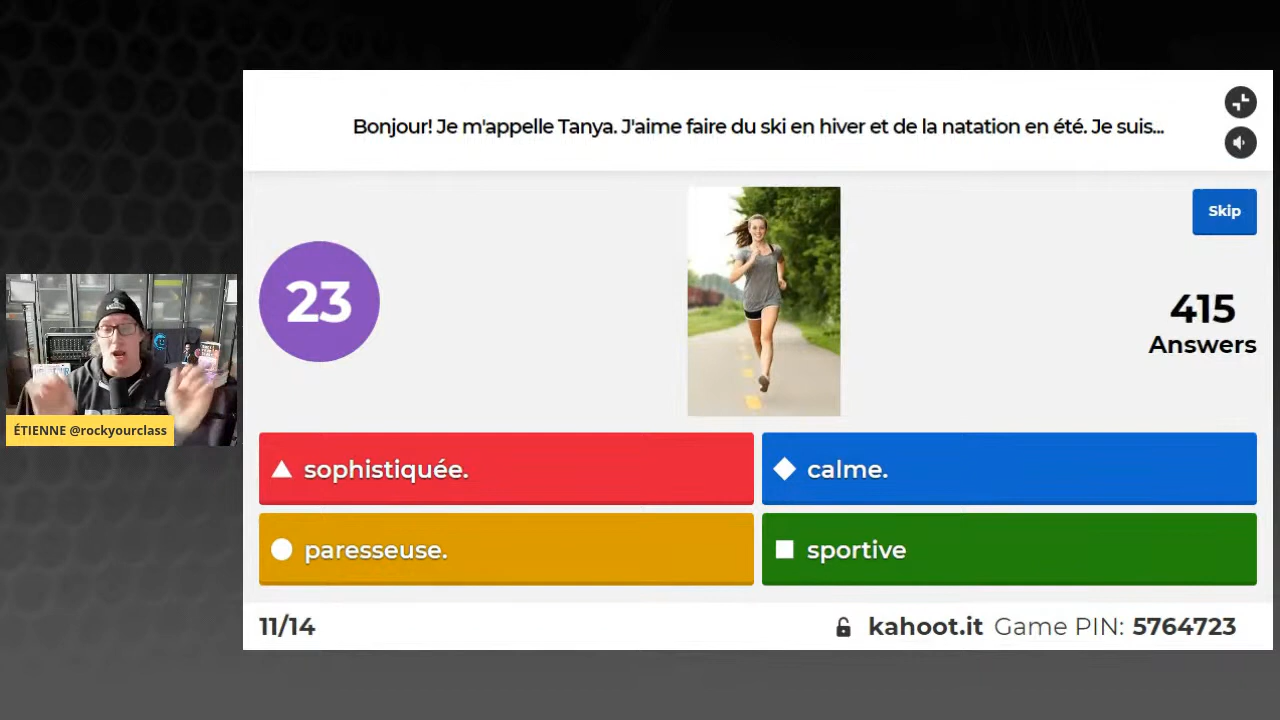 Bonjour! Je m'appelle Tanya. J'aime faire du ski en hiver et de la natation en été. Je suis...
Skip
23
415
Answers
ÉTIENNE @rockyourclass
sophistiquée.
calme.
paresseuse.
sportive
11/14
kahoot.it Game PIN: 5764723